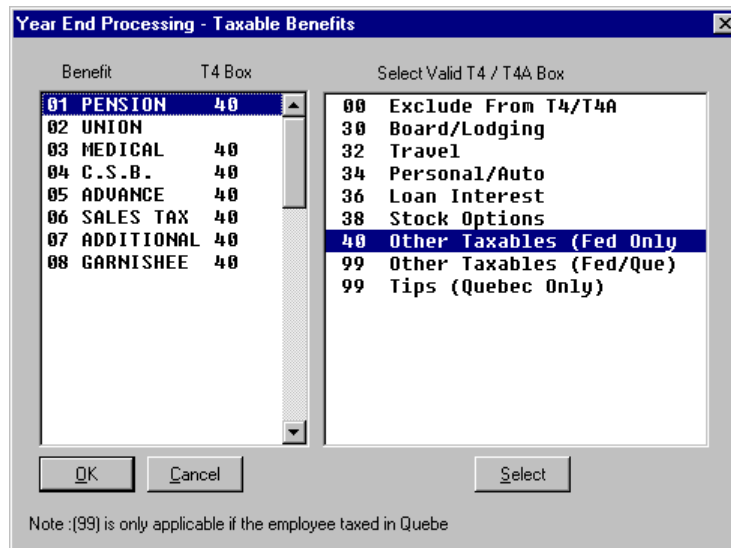 Year End Processing - Taxable Benefits
Benefit T4 Box
01 PENSION 40
02 UNION
03 MEDICAL 40
04 C.S.B. 40
05 ADVANCE 40
06 SALES TAX 40
07 ADDITIONAL 40
08 GARNISHEE 40
Select Valid T4 / T4A Box
00 Exclude From T4/T4A
30 Board/Lodging
32 Travel
34 Personal/Auto
36 Loan Interest
38 Stock Options
40 Other Taxables (Fed Only
99 Other Taxables (Fed/Que)
99 Tips (Quebec Only)
OK Cancel Select
Note :(99) is only applicable if the employee taxed in Quebe